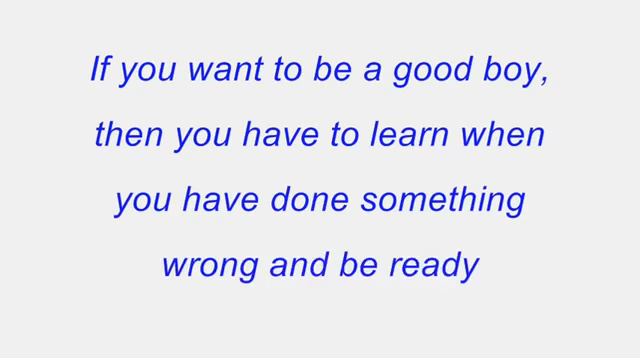 If you want to be a good boy,
then you have to learn when
you have done something
wrong and be ready